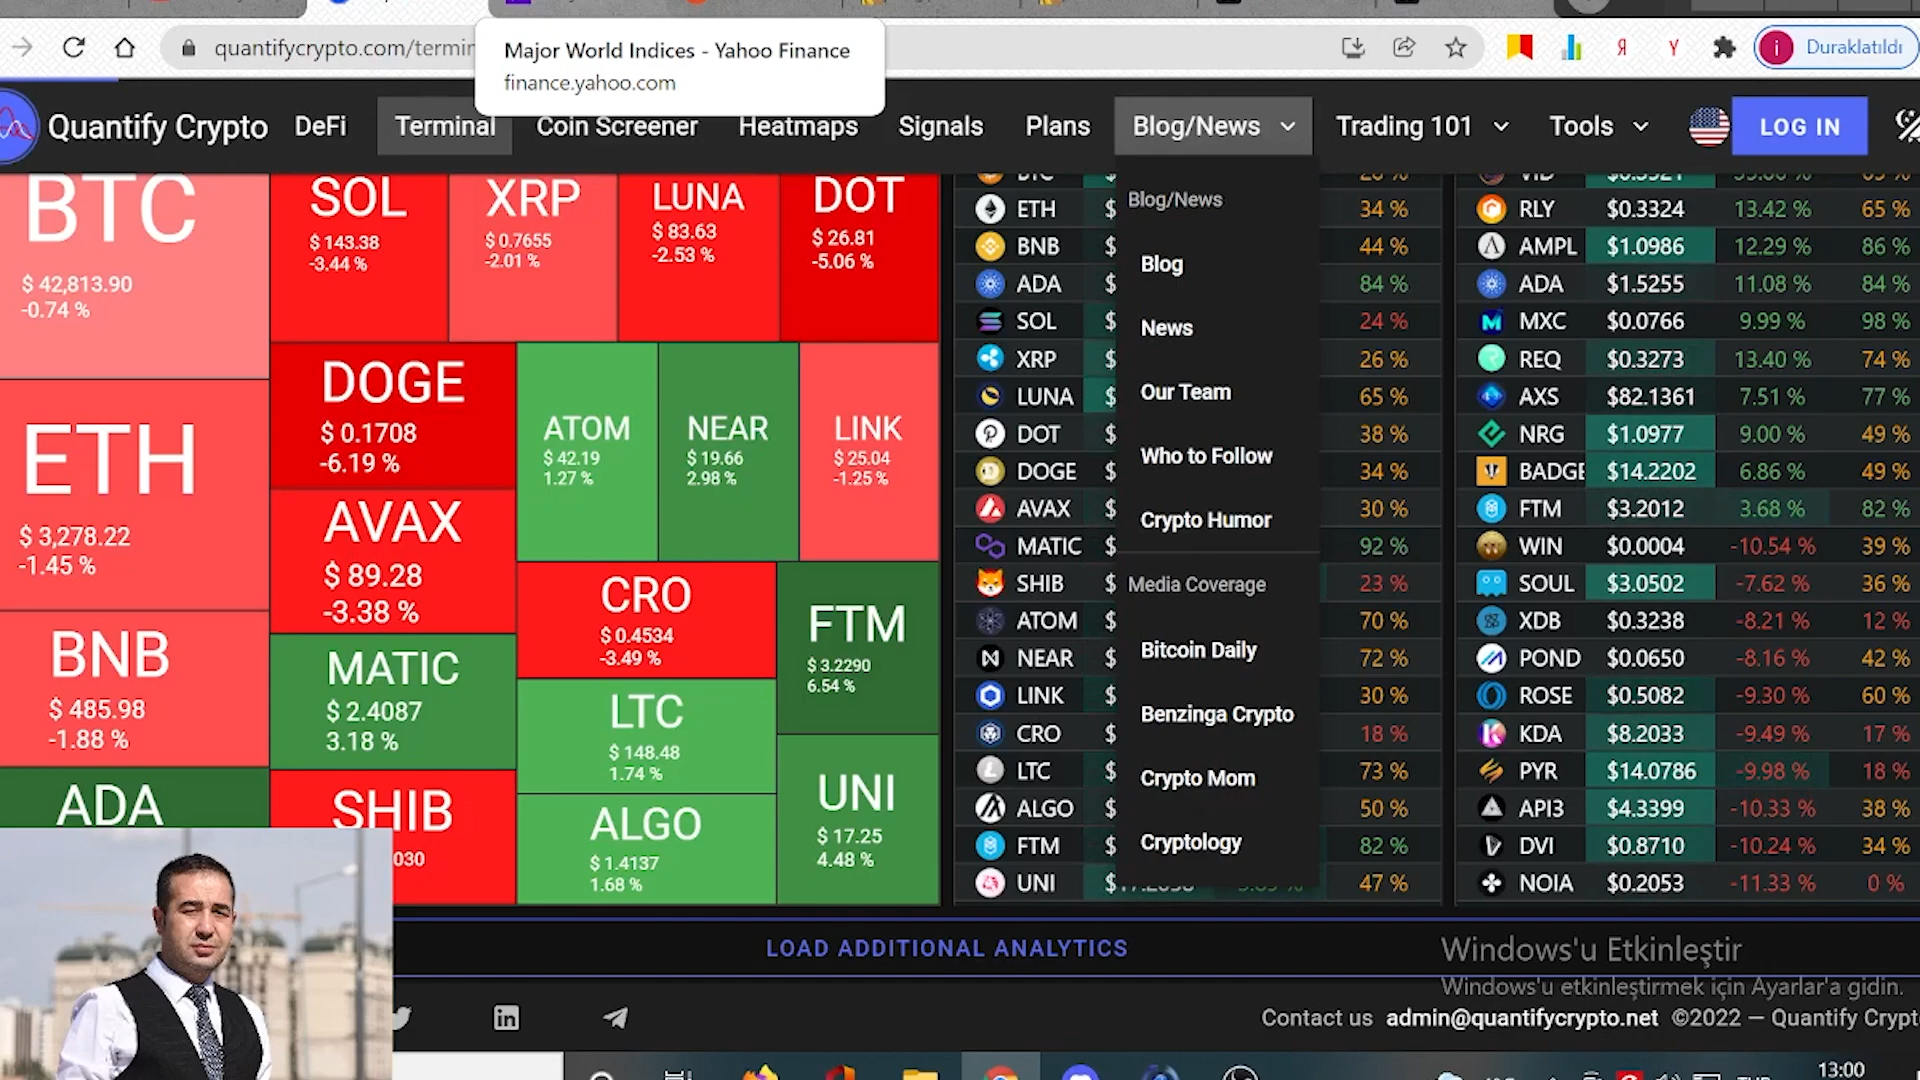 quantifycrypto.com/termin
Major World Indices - Yahoo Finance
finance.yahoo.com
Duraklatıldı
Quantify Crypto
DeFi
Terminal
Coin Screener
Heatmaps
Signals
Plans
Blog/News
Trading 101
Tools
LOG IN
BTC
$ 42,813.90
-0.74 %
ETH
$ 3,278.22
-1.45 %
BNB
$ 485.98
-1.88 %
ADA
SOL
$ 143.38
-3.44 %
XRP
$ 0.7655
-2.01 %
LUNA
$ 83.63
-2.53 %
DOT
$ 26.81
-5.06 %
DOGE
$ 0.1708
-6.19 %
AVAX
$ 89.28
-3.38 %
MATIC
$ 2.4087
3.18 %
SHIB
030
ATOM
$ 42.19
1.27 %
NEAR
$ 19.66
2.98 %
LINK
$ 25.04
-1.25 %
CRO
$ 0.4534
-3.49 %
LTC
$ 148.48
1.74 %
ALGO
$ 1.4137
1.68 %
FTM
$ 3.2290
6.54 %
UNI
$ 17.25
4.48 %
BTC
ETH $ 34 %
BNB $ 44 %
ADA $ 84 %
SOL $ 24 %
XRP $ 26 %
LUNA $ 65 %
DOT $ 38 %
DOGE $ 34 %
AVAX $ 30 %
MATIC $ 92 %
SHIB $ 23 %
ATOM $ 70 %
NEAR $ 72 %
LINK $ 30 %
CRO $ 18 %
LTC $ 73 %
ALGO $ 50 %
FTM $ 82 %
UNI $ 47 %
Blog/News
Blog
News
Our Team
Who to Follow
Crypto Humor
Media Coverage
Bitcoin Daily
Benzinga Crypto
Crypto Mom
Cryptology
RLY $0.3324 13.42 % 65 %
AMPL $1.0986 12.29 % 86 %
ADA $1.5255 11.08 % 84 %
MXC $0.0766 9.99 % 98 %
REQ $0.3273 13.40 % 74 %
AXS $82.1361 7.51 % 77 %
NRG $1.0977 9.00 % 49 %
BADGE $14.2202 6.86 % 49 %
FTM $3.2012 3.68 % 82 %
WIN $0.0004 -10.54 % 39 %
SOUL $3.0502 -7.62 % 36 %
XDB $0.3238 -8.21 % 12 %
POND $0.0650 -8.16 % 42 %
ROSE $0.5082 -9.30 % 60 %
KDA $8.2033 -9.49 % 17 %
PYR $14.0786 -9.98 % 18 %
API3 $4.3399 -10.33 % 38 %
DVI $0.8710 -10.24 % 34 %
NOIA $0.2053 -11.33 % 0 %
LOAD ADDITIONAL ANALYTICS
Windows'u Etkinleştir
Windows'u etkinleştirmek için Ayarlar'a gidin.
Contact us admin@quantifycrypto.net ©2022 — Quantify Crypt
13:00